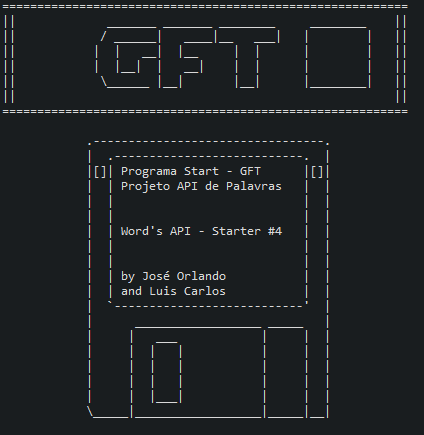 GFT
Programa Start - GFT
Projeto API de Palavras
Word's API - Starter #4
by José Orlando
and Luis Carlos